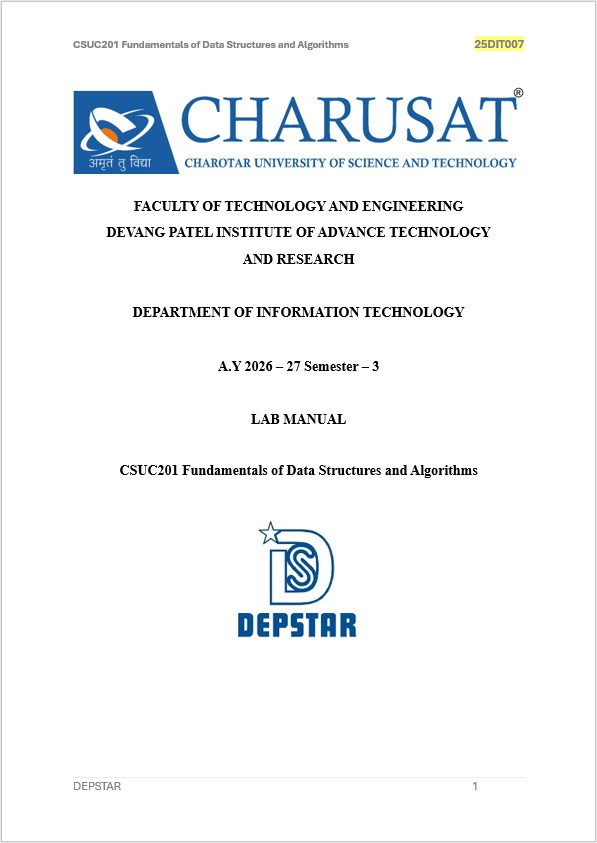 CSUC201 Fundamentals of Data Structures and Algorithms 25DIT007
CHARUSAT®
अमृतं तु विद्या
CHAROTAR UNIVERSITY OF SCIENCE AND TECHNOLOGY
FACULTY OF TECHNOLOGY AND ENGINEERING
DEVANG PATEL INSTITUTE OF ADVANCE TECHNOLOGY
AND RESEARCH
DEPARTMENT OF INFORMATION TECHNOLOGY
A.Y 2026 – 27 Semester – 3
LAB MANUAL
CSUC201 Fundamentals of Data Structures and Algorithms
DS
DEPSTAR
DEPSTAR 1